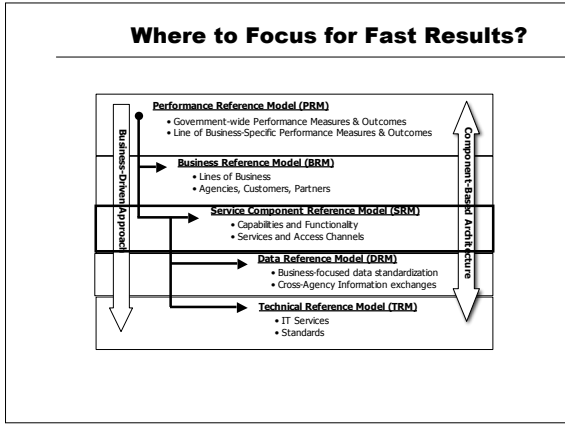 Where to Focus for Fast Results?
Performance Reference Model (PRM)
• Government-wide Performance Measures & Outcomes
• Line of Business-Specific Performance Measures & Outcomes
Business Reference Model (BRM)
• Lines of Business
• Agencies, Customers, Partners
Service Component Reference Model (SRM)
• Capabilities and Functionality
• Services and Access Channels
Data Reference Model (DRM)
• Business-focused data standardization
• Cross-Agency Information exchanges
Technical Reference Model (TRM)
• IT Services
• Standards
Business-Driven Approach
Component-Based Architecture